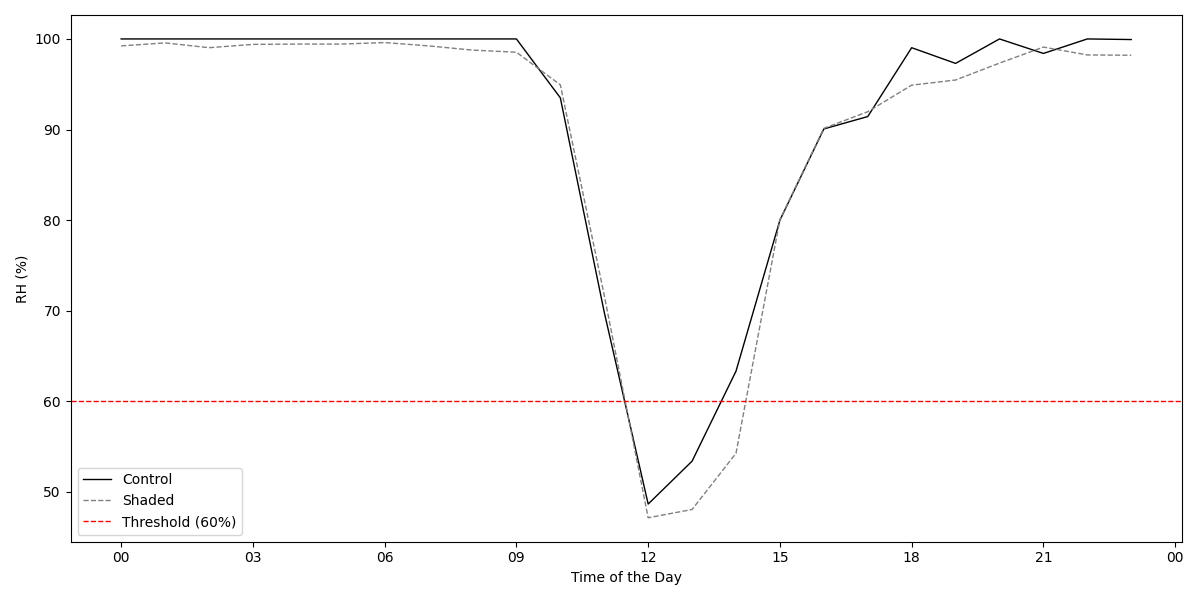 100
90
80
70
60
50
RH (%)
Control
Shaded
Threshold (60%)
00 03 06 09 12 15 18 21 00
Time of the Day